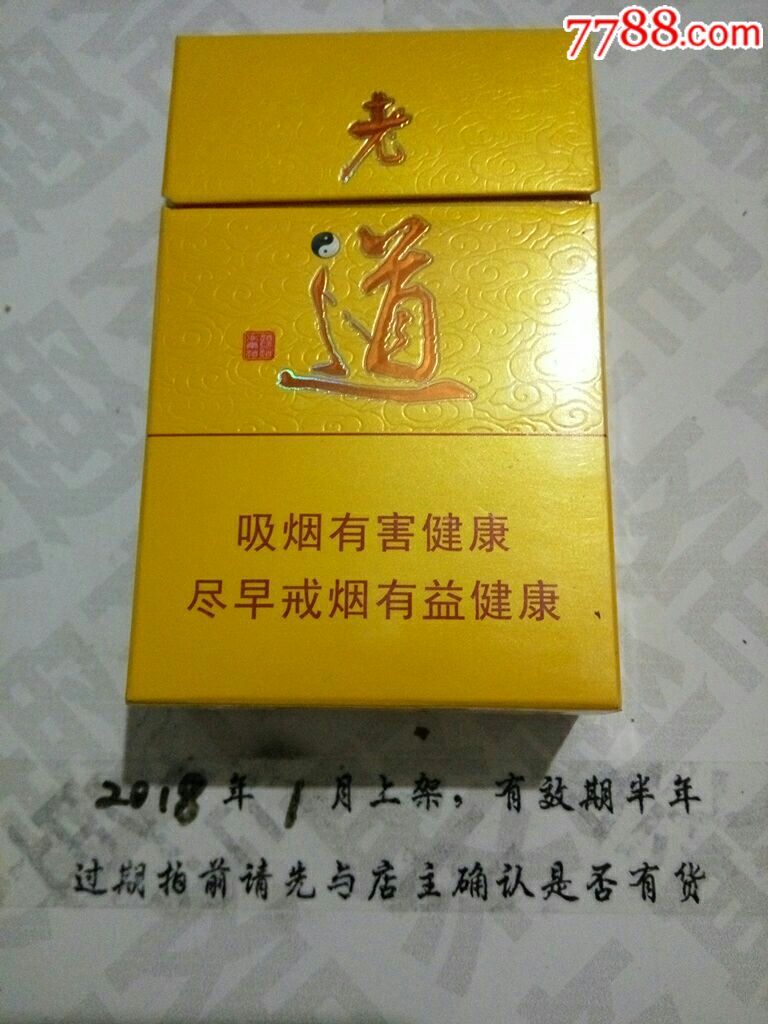 7788.com
老
道
吸烟有害健康
尽早戒烟有益健康
2018年1月上架，有效期半年
过期拍前请先与店主确认是否有货